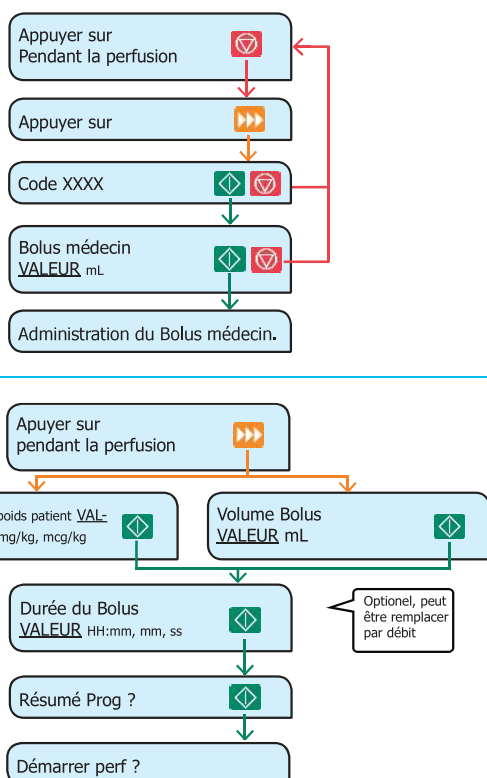 Appuyer sur
Pendant la perfusion
Appuyer sur
Code XXXX
Bolus médecin
VALEUR mL
Administration du Bolus médecin.
Apuyer sur
pendant la perfusion
poids patient VAL-
mg/kg, mcg/kg
Volume Bolus
VALEUR mL
Durée du Bolus
VALEUR HH:mm, mm, ss
Optionel, peut
être remplacer
par débit
Résumé Prog ?
Démarrer perf ?